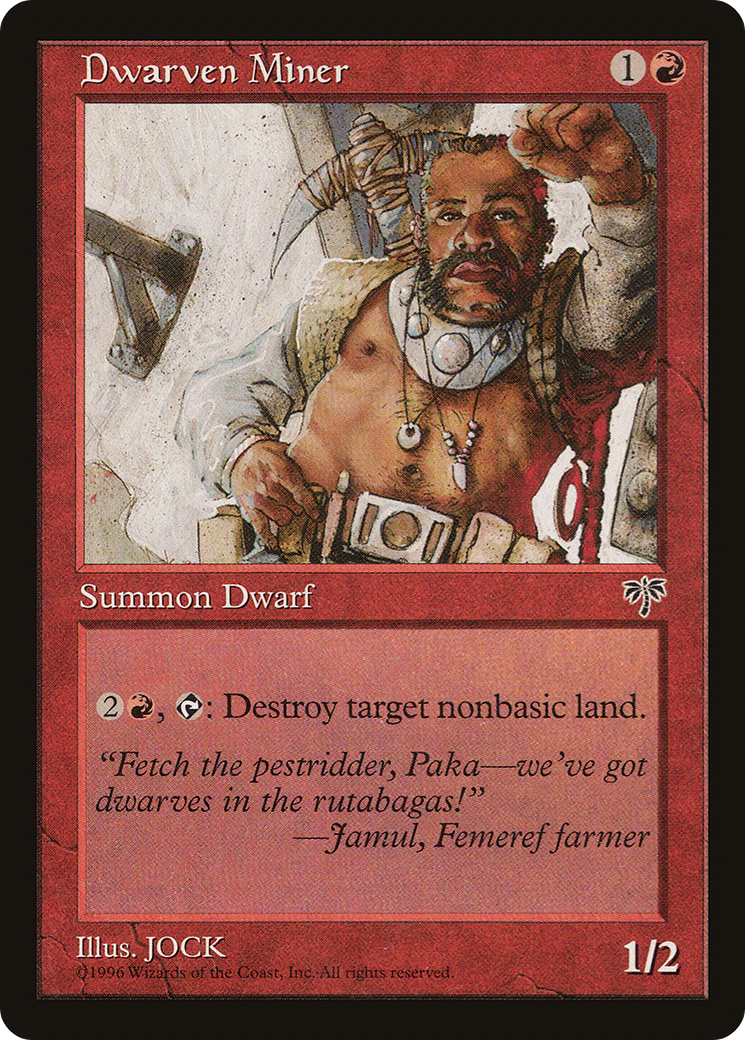 Dwarven Miner 1
Summon Dwarf
2, : Destroy target nonbasic land.
“Fetch the pestridder, Paka—we’ve got
dwarves in the rutabagas!”
—Jamul, Femeref farmer
Illus. JOCK
©1996 Wizards of the Coast, Inc. All rights reserved.
1/2